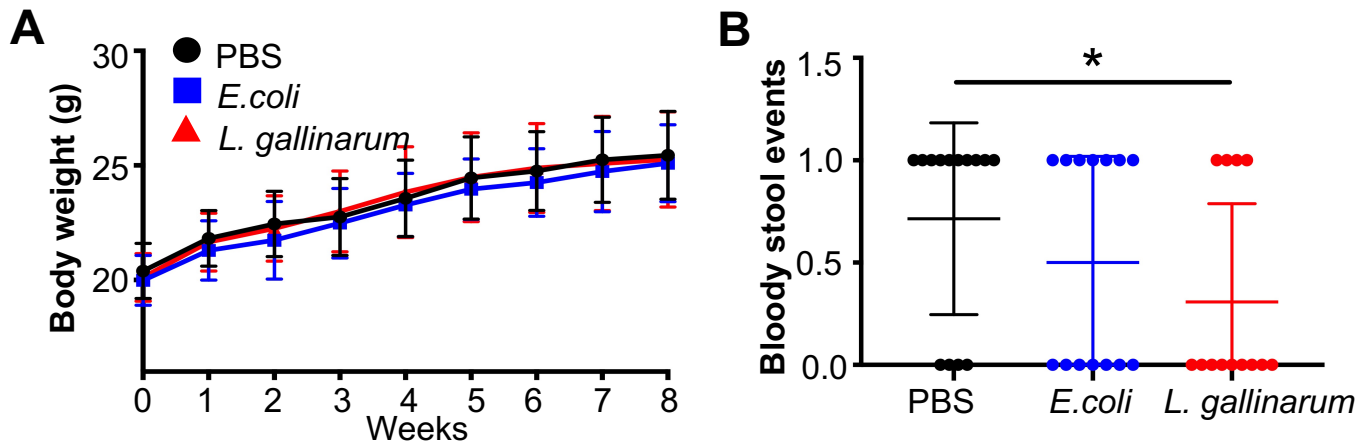 A
Body weight (g)
30
25
20
PBS
E.coli
L. gallinarum
0 1 2 3 4 5 6 7 8
Weeks
B
Bloody stool events
1.5
1.0
0.5
0.0
*
PBS E.coli L. gallinarum